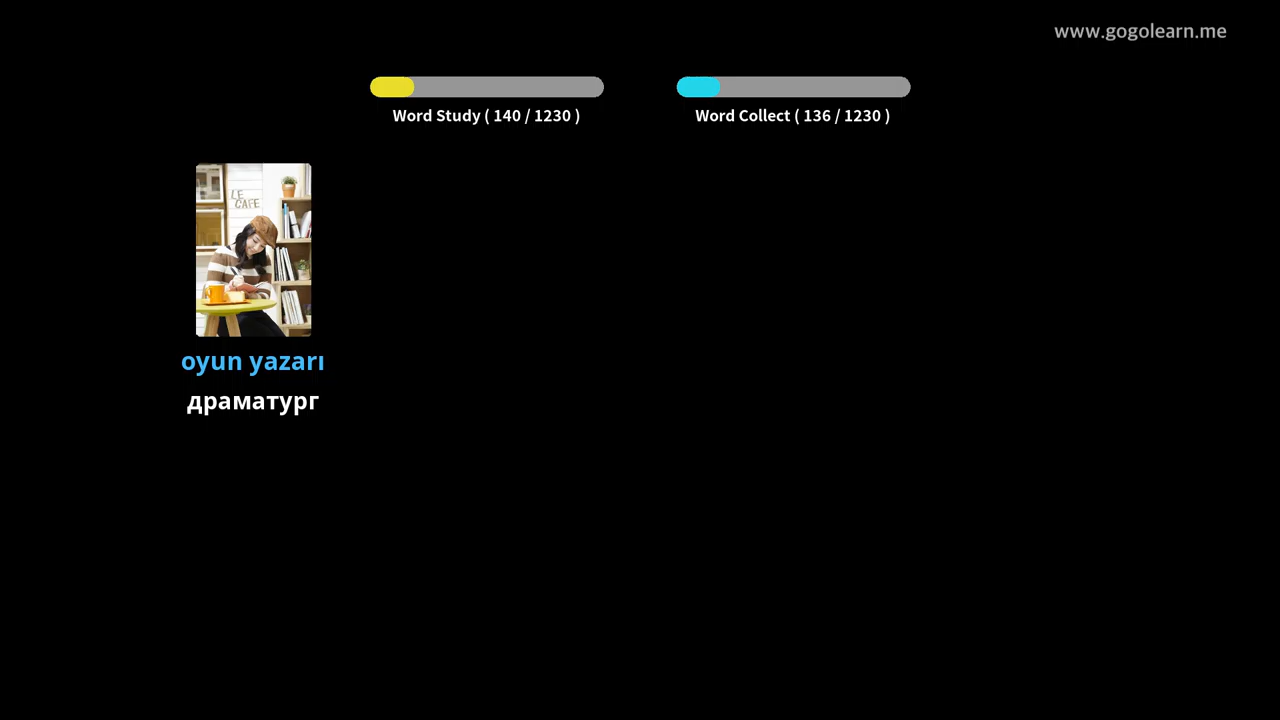 www.gogolearn.me
Word Study ( 140 / 1230 )
Word Collect ( 136 / 1230 )
LE
CAFE
oyun yazarı
драматург